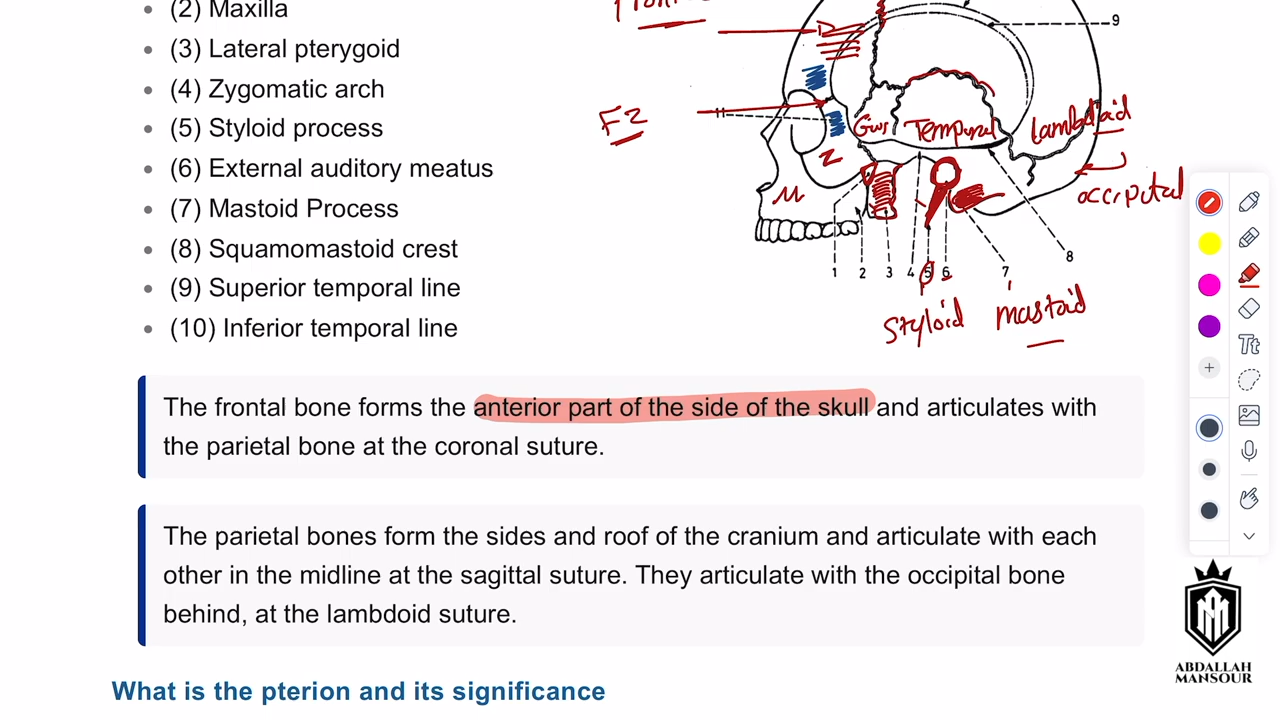 (2) Maxilla
(3) Lateral pterygoid
(4) Zygomatic arch
(5) Styloid process
(6) External auditory meatus
(7) Mastoid Process
(8) Squamomastoid crest
(9) Superior temporal line
(10) Inferior temporal line
9
11
FZ
Temporal
Lambdoid
occipital
Z
M
1 2 3 4 5 6 7 8
Styloid mastoid
The frontal bone forms the anterior part of the side of the skull and articulates with
the parietal bone at the coronal suture.
The parietal bones form the sides and roof of the cranium and articulate with each
other in the midline at the sagittal suture. They articulate with the occipital bone
behind, at the lambdoid suture.
What is the pterion and its significance
Tt
ABDALLAH
MANSOUR